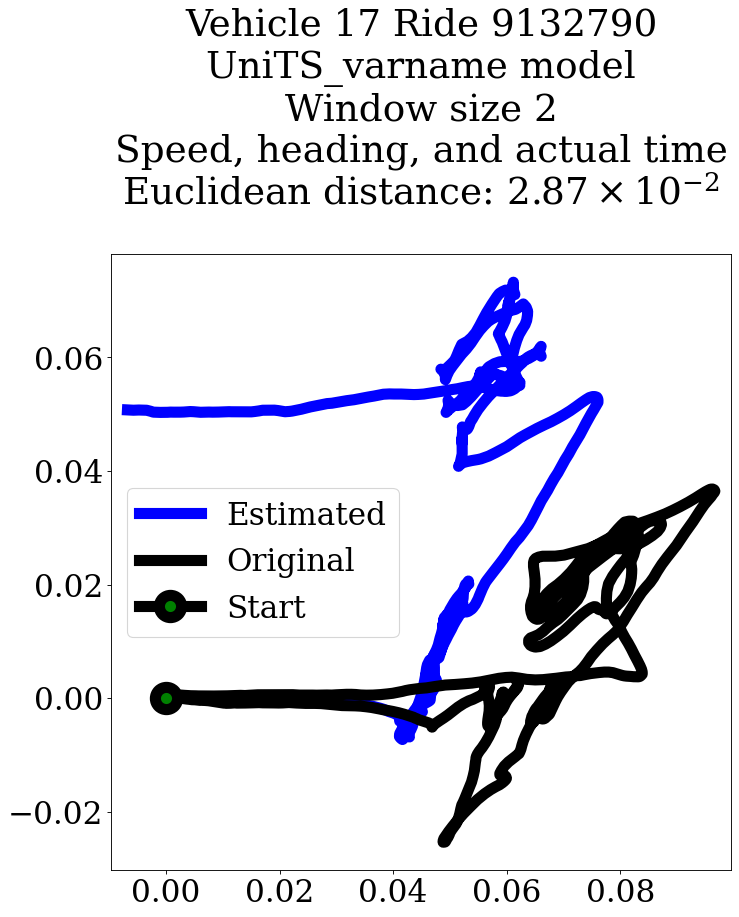 Vehicle 17 Ride 9132790
UniTS_varname model
Window size 2
Speed, heading, and actual time
Euclidean distance: 2.87 × 10⁻²
0.06
0.04
0.02
0.00
−0.02
Estimated
Original
Start
0.00 0.02 0.04 0.06 0.08